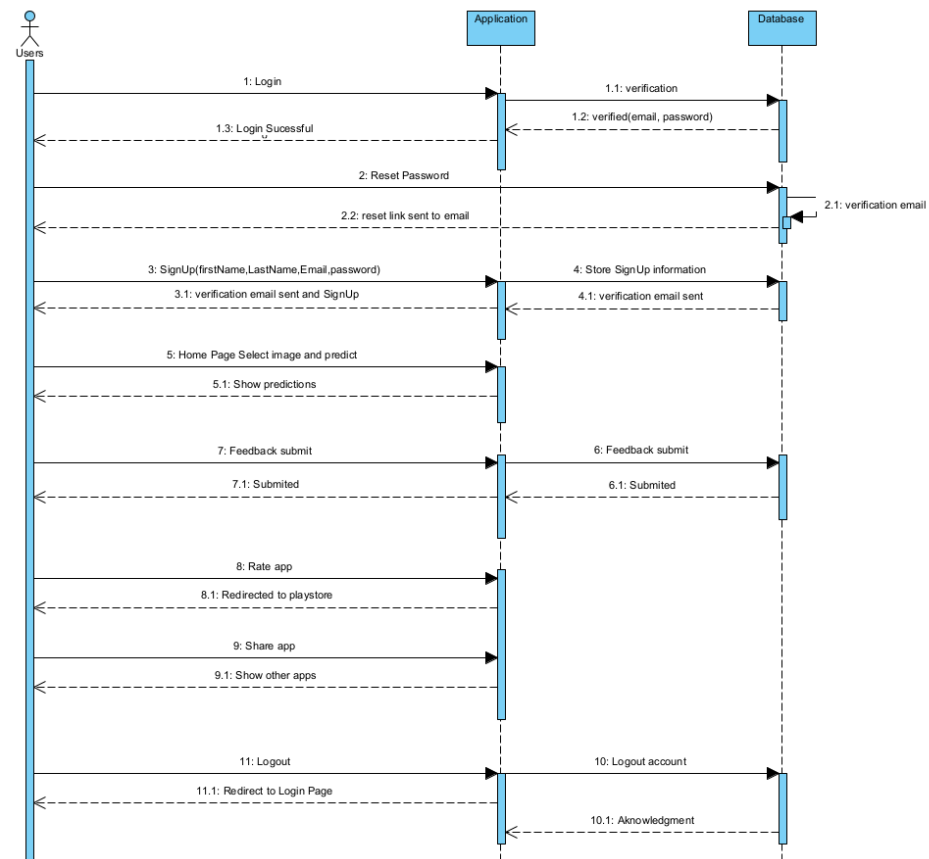 Users
Application
Database
1: Login
1.1: verification
1.2: verified(email, password)
1.3: Login Sucessful
2: Reset Password
2.1: verification email
2.2: reset link sent to email
3: SignUp(firstName,LastName,Email,password)
4: Store SignUp information
3.1: verification email sent and SignUp
4.1: verification email sent
5: Home Page Select image and predict
5.1: Show predictions
7: Feedback submit
6: Feedback submit
7.1: Submited
6.1: Submited
8: Rate app
8.1: Redirected to playstore
9: Share app
9.1: Show other apps
11: Logout
10: Logout account
11.1: Redirect to Login Page
10.1: Aknowledgment